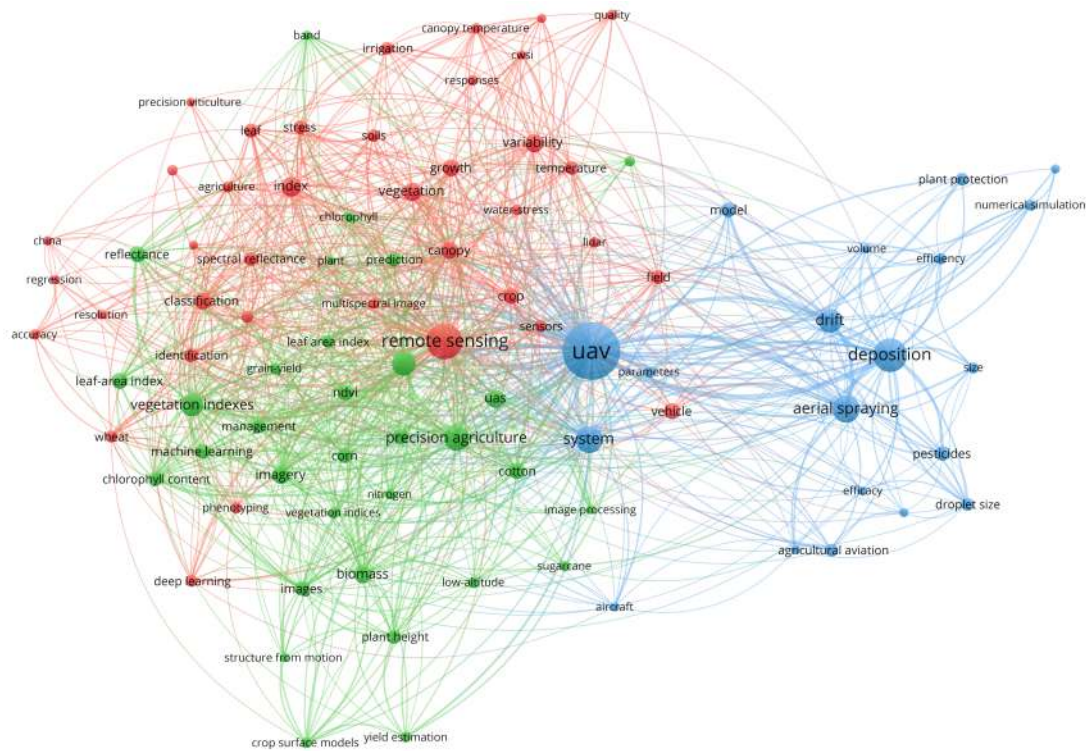 quality
canopy temperature
band
irrigation
cwsi
responses
precision viticulture
leaf
stress
soils
variability
growth
temperature
plant protection
agriculture
index
vegetation
numerical simulation
water-stress
model
chlorophyll
china
lidar
volume
reflectance
canopy
spectral reflectance
plant
prediction
efficiency
regression
field
classification
multispectral image
crop
resolution
drift
sensors
accuracy
remote sensing
leaf area index
uav
identification
deposition
grain-yield
size
parameters
leaf-area index
ndvi
uas
vegetation indexes
aerial spraying
vehicle
management
wheat
precision agriculture
system
machine learning
corn
pesticides
imagery
cotton
chlorophyll content
nitrogen
efficacy
phenotyping
droplet size
vegetation indices
image processing
agricultural aviation
sugarcane
biomass
deep learning
low-altitude
images
aircraft
plant height
structure from motion
yield estimation
crop surface models